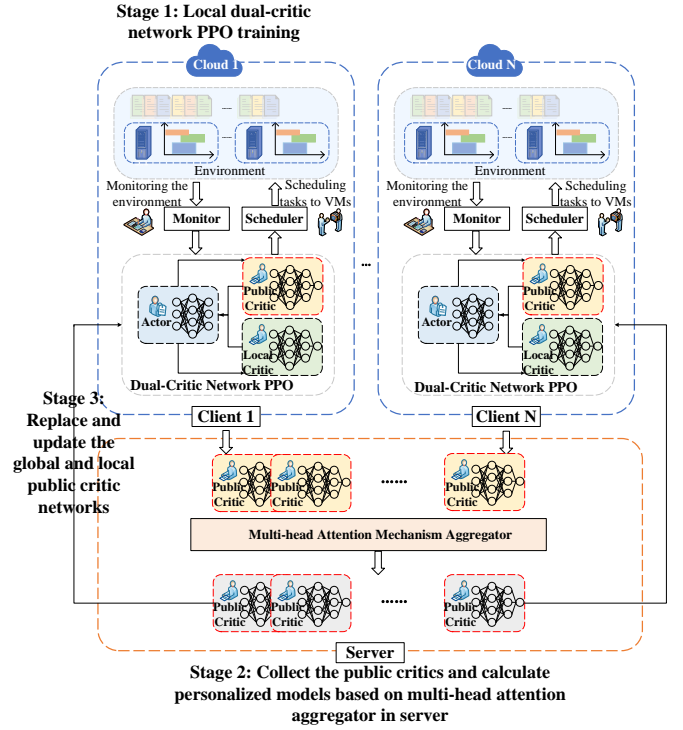 Stage 1: Local dual-critic
network PPO training
Cloud 1
Environment
Monitoring the
environment
Scheduling
tasks to VMs
Monitor
Scheduler
Actor
Public
Critic
Local
Critic
Dual-Critic Network PPO
Client 1
...
Cloud N
Environment
Monitoring the
environment
Scheduling
tasks to VMs
Monitor
Scheduler
Actor
Public
Critic
Local
Critic
Dual-Critic Network PPO
Client N
Stage 3:
Replace and
update the
global and local
public critic
networks
Public
Critic
Public
Critic
......
Public
Critic
Multi-head Attention Mechanism Aggregator
Public
Critic
Public
Critic
......
Public
Critic
Server
Stage 2: Collect the public critics and calculate
personalized models based on multi-head attention
aggregator in server